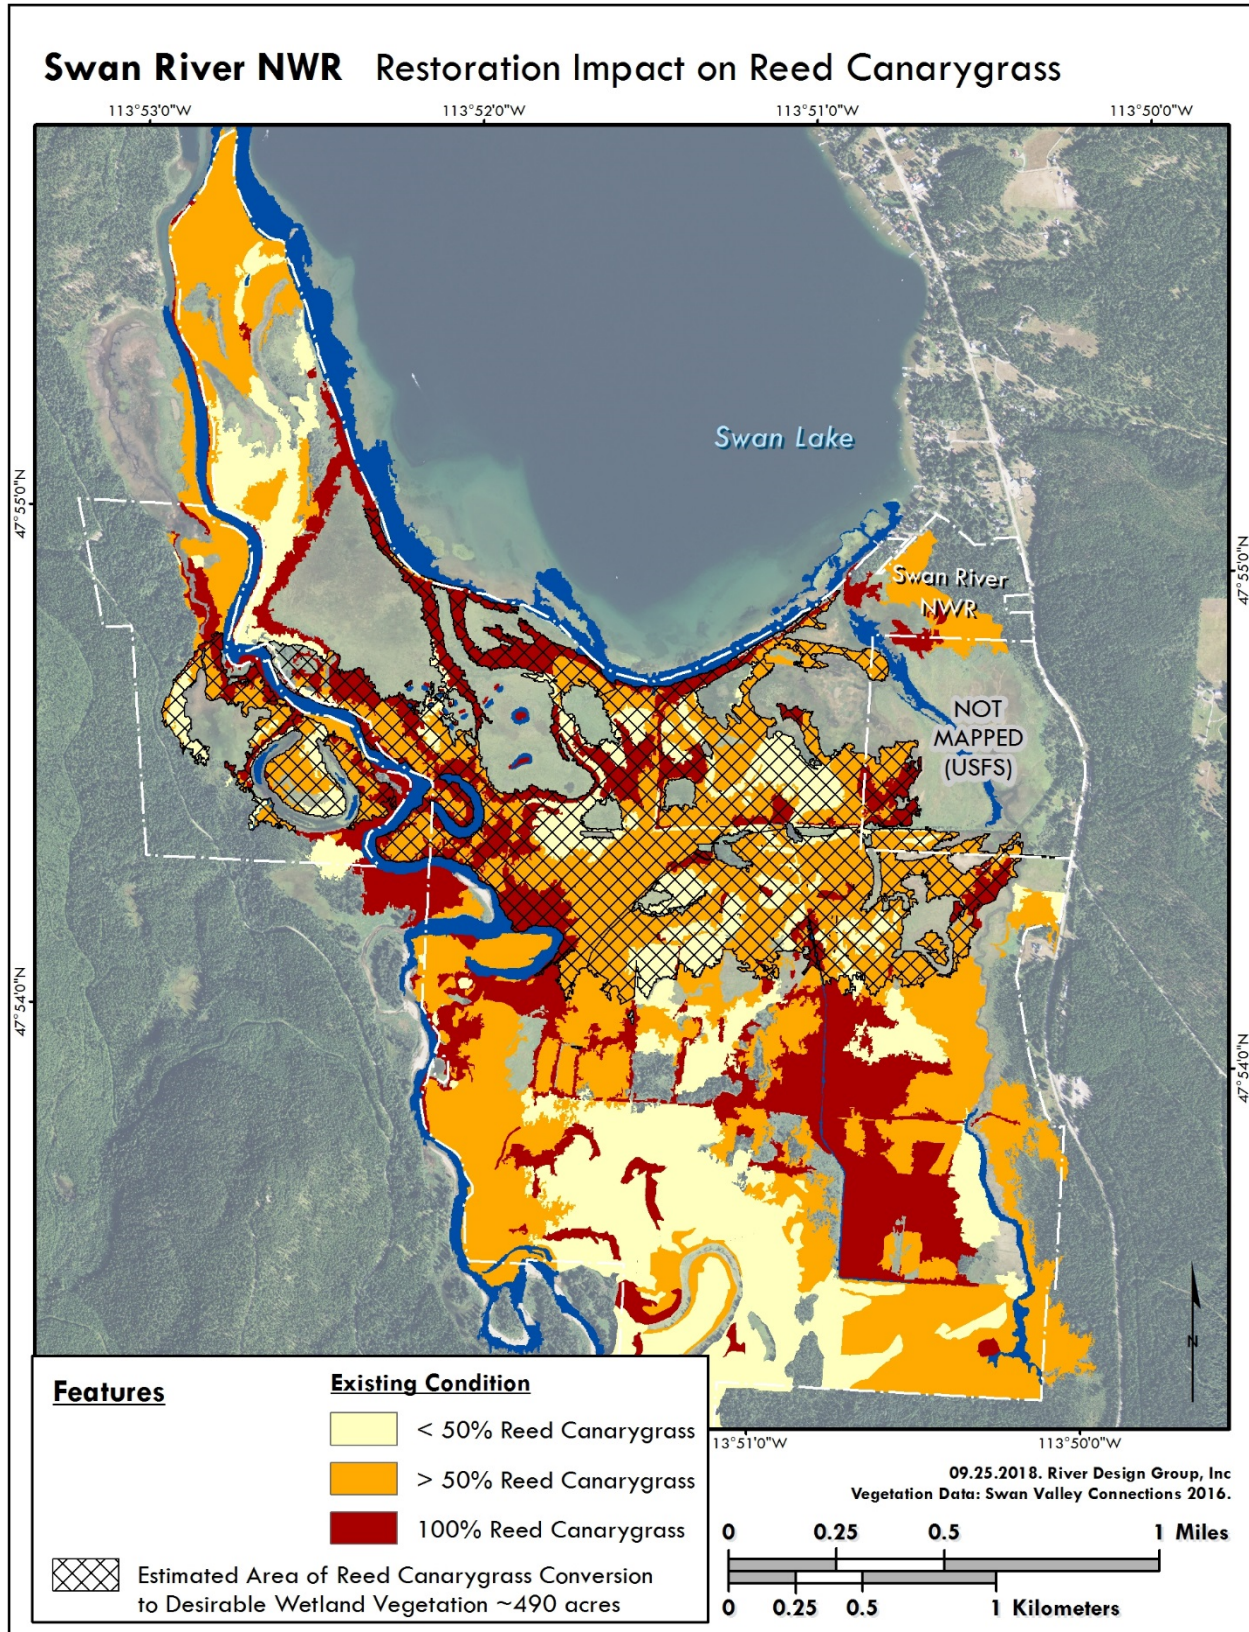 Swan River NWR Restoration Impact on Reed Canarygrass
113°53'0"W 113°52'0"W 113°51'0"W 113°50'0"W
Swan Lake
47°55'0"N
47°55'0"N
Swan River
NWR
NOT
MAPPED
(USFS)
47°54'0"N
47°54'0"N
N
13°51'0"W 113°50'0"W
Features
Existing Condition
< 50% Reed Canarygrass
> 50% Reed Canarygrass
100% Reed Canarygrass
Estimated Area of Reed Canarygrass Conversion
to Desirable Wetland Vegetation ~490 acres
09.25.2018. River Design Group, Inc
Vegetation Data: Swan Valley Connections 2016.
0 0.25 0.5 1 Miles
0 0.25 0.5 1 Kilometers